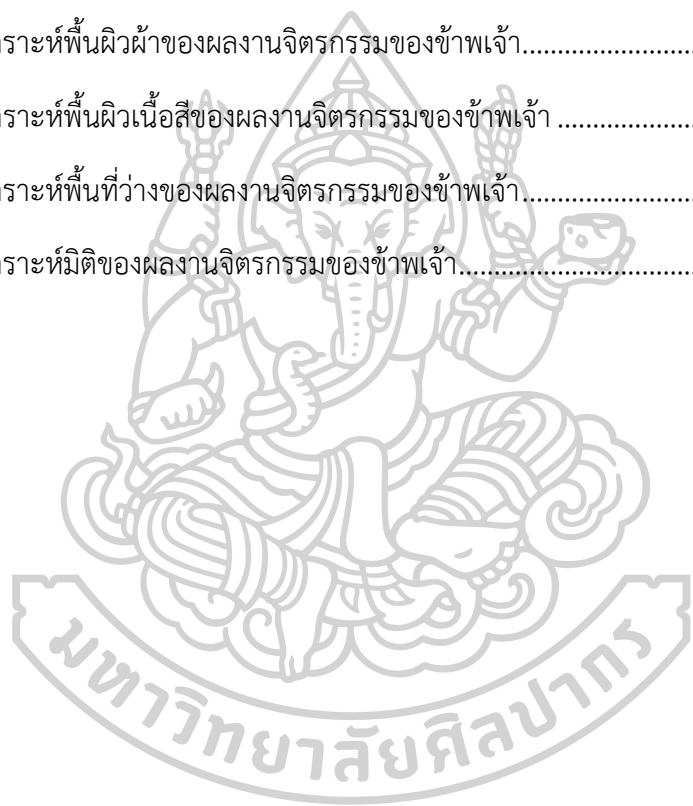 ราะห์พื้นผิวผ้าของผลงานจิตรกรรมของข้าพเจ้า.........................
ราะห์พื้นผิวเนื้อสีของผลงานจิตรกรรมของข้าพเจ้า .....................
ราะห์พื้นที่ว่างของผลงานจิตรกรรมของข้าพเจ้า.........................
ราะห์มิติของผลงานจิตรกรรมของข้าพเจ้า................................
มหาวิทยาลัยศิลปากร